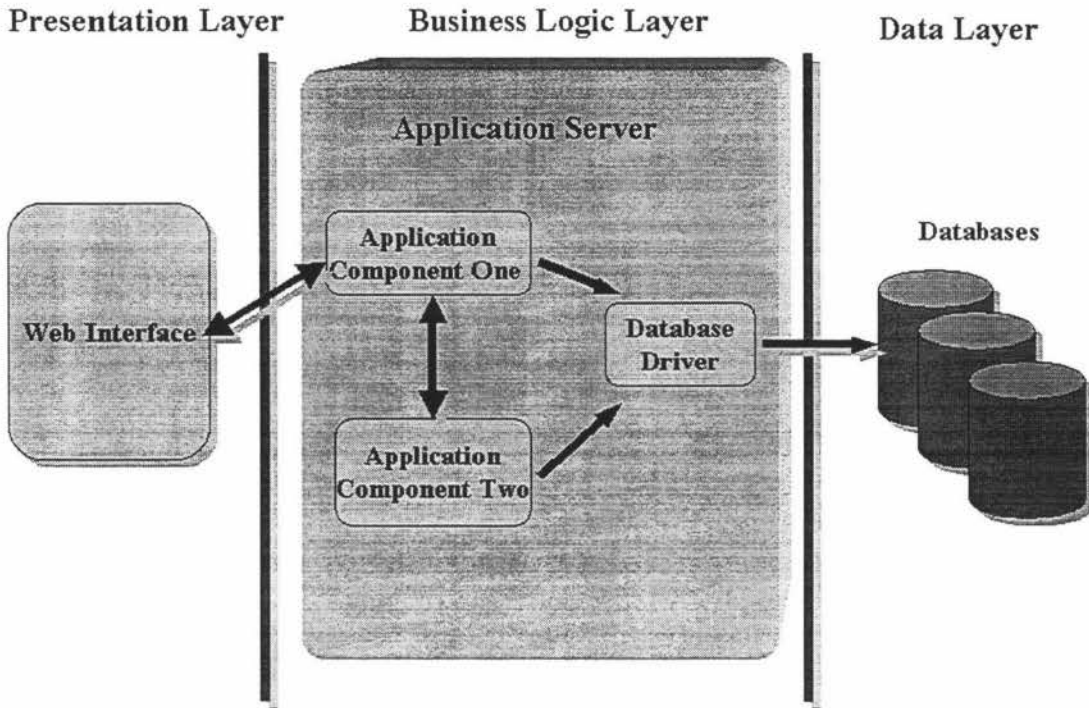 Presentation Layer
Business Logic Layer
Data Layer
Application Server
Web Interface
Application
Component One
Application
Component Two
Database
Driver
Databases